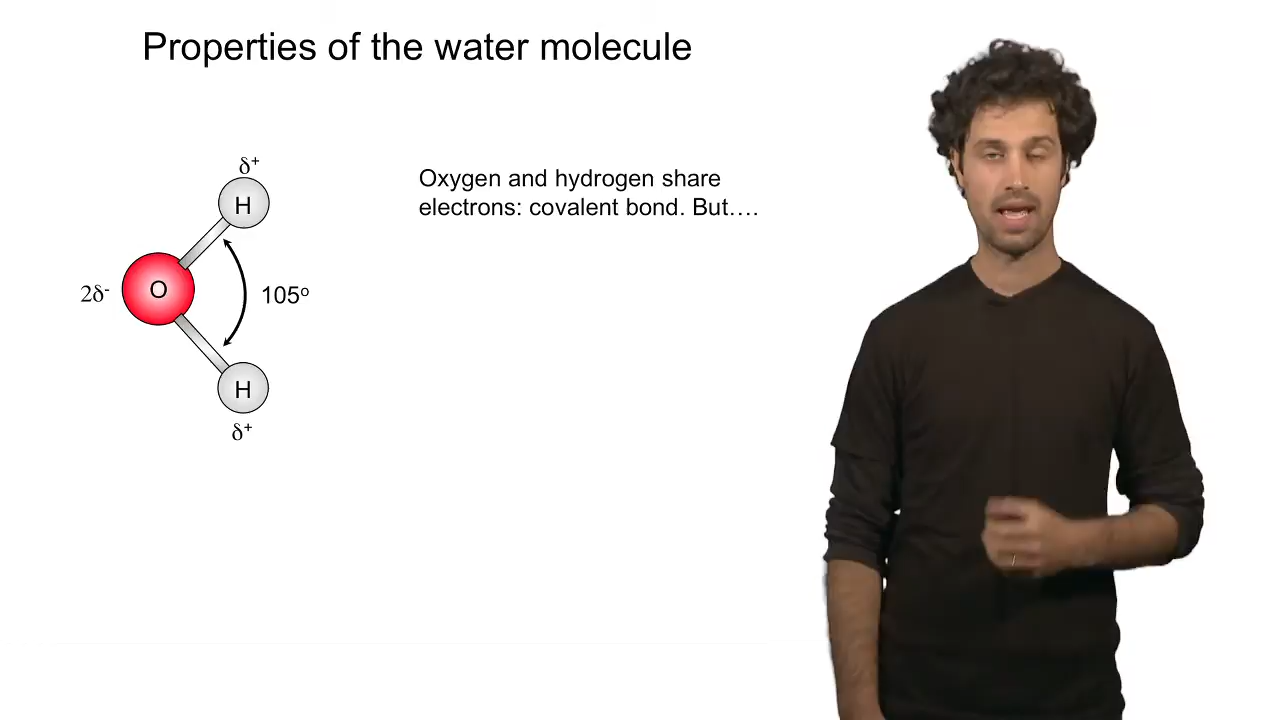 Properties of the water molecule
δ⁺
H
Oxygen and hydrogen share
electrons: covalent bond. But….
2δ⁻
O
105º
H
δ⁺